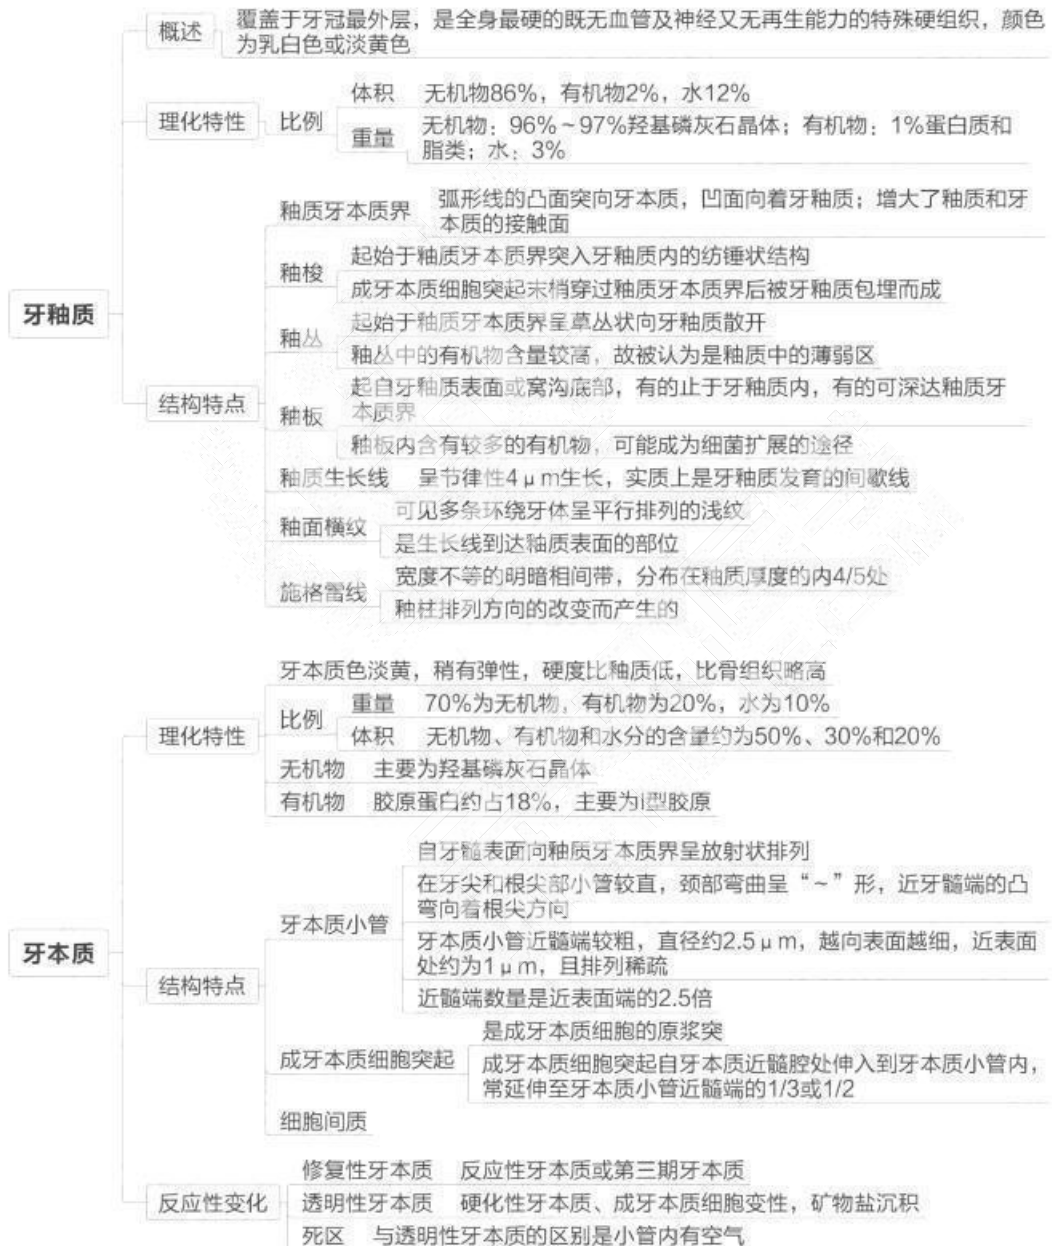 牙釉质
概述
覆盖于牙冠最外层，是全身最硬的既无血管及神经又无再生能力的特殊硬组织，颜色
为乳白色或淡黄色
理化特性
比例
体积
无机物86%，有机物2%，水12%
重量
无机物：96%～97%羟基磷灰石晶体；有机物：1%蛋白质和
脂类；水：3%
结构特点
釉质牙本质界
弧形线的凸面突向牙本质，凹面向着牙釉质；增大了釉质和牙
本质的接触面
釉梭
起始于釉质牙本质界突入牙釉质内的纺锤状结构
成牙本质细胞突起末梢穿过釉质牙本质界后被牙釉质包埋而成
釉丛
起始于釉质牙本质界呈草丛状向牙釉质散开
釉丛中的有机物含量较高，故被认为是釉质中的薄弱区
釉板
起自牙釉质表面或窝沟底部，有的止于牙釉质内，有的可深达釉质牙
本质界
釉板内含有较多的有机物，可能成为细菌扩展的途径
釉质生长线
呈节律性4μm生长，实质上是牙釉质发育的间歇线
釉面横纹
可见多条环绕牙体呈平行排列的浅纹
是生长线到达釉质表面的部位
施格雷线
宽度不等的明暗相间带，分布在釉质厚度的内4/5处
釉柱排列方向的改变而产生的
牙本质
理化特性
牙本质色淡黄，稍有弹性，硬度比釉质低，比骨组织略高
比例
重量
70%为无机物，有机物为20%，水为10%
体积
无机物、有机物和水分的含量约为50%、30%和20%
无机物
主要为羟基磷灰石晶体
有机物
胶原蛋白约占18%，主要为I型胶原
结构特点
牙本质小管
自牙髓表面向釉质牙本质界呈放射状排列
在牙尖和根尖部小管较直，颈部弯曲呈“～”形，近牙髓端的凸
弯向着根尖方向
牙本质小管近髓端较粗，直径约2.5μm，越向表面越细，近表面
处约为1μm，且排列稀疏
近髓端数量是近表面端的2.5倍
成牙本质细胞突起
是成牙本质细胞的原浆突
成牙本质细胞突起自牙本质近髓腔处伸入到牙本质小管内，
常延伸至牙本质小管近髓端的1/3或1/2
细胞间质
反应性变化
修复性牙本质
反应性牙本质或第三期牙本质
透明性牙本质
硬化性牙本质、成牙本质细胞变性，矿物盐沉积
死区
与透明性牙本质的区别是小管内有空气